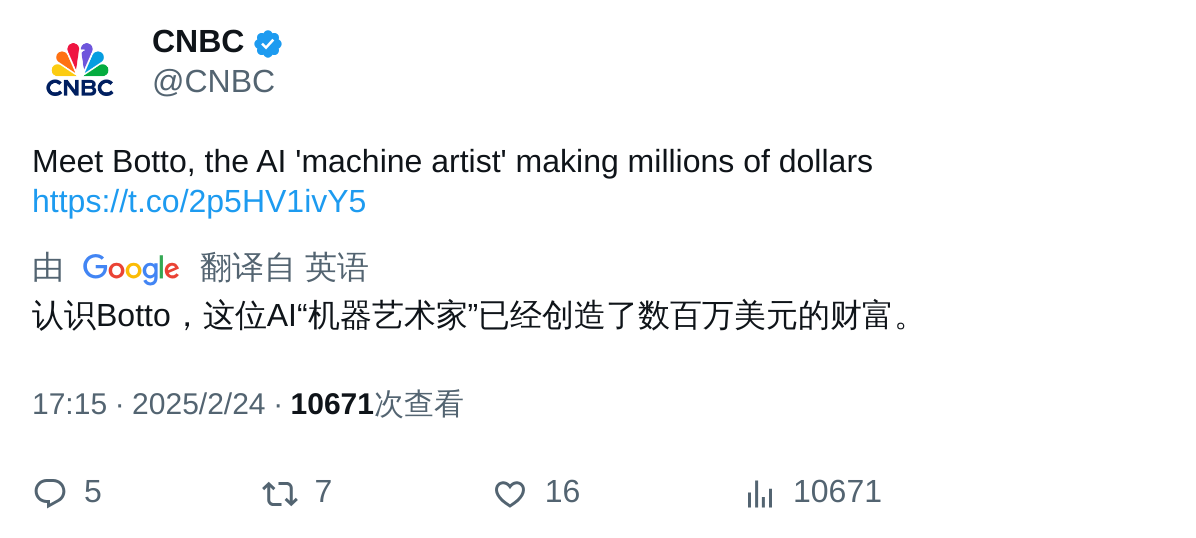 CNBC
CNBC
@CNBC
Meet Botto, the AI 'machine artist' making millions of dollars
https://t.co/2p5HV1ivY5
由 Google 翻译自 英语
认识Botto，这位AI“机器艺术家”已经创造了数百万美元的财富。
17:15 · 2025/2/24 · 10671次查看
5 7 16 10671